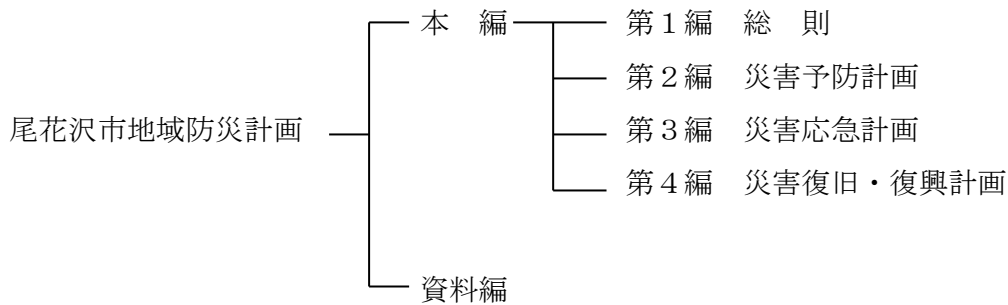 本　編
第１編　総　則
第２編　災害予防計画
尾花沢市地域防災計画
第３編　災害応急計画
第４編　災害復旧・復興計画
資料編